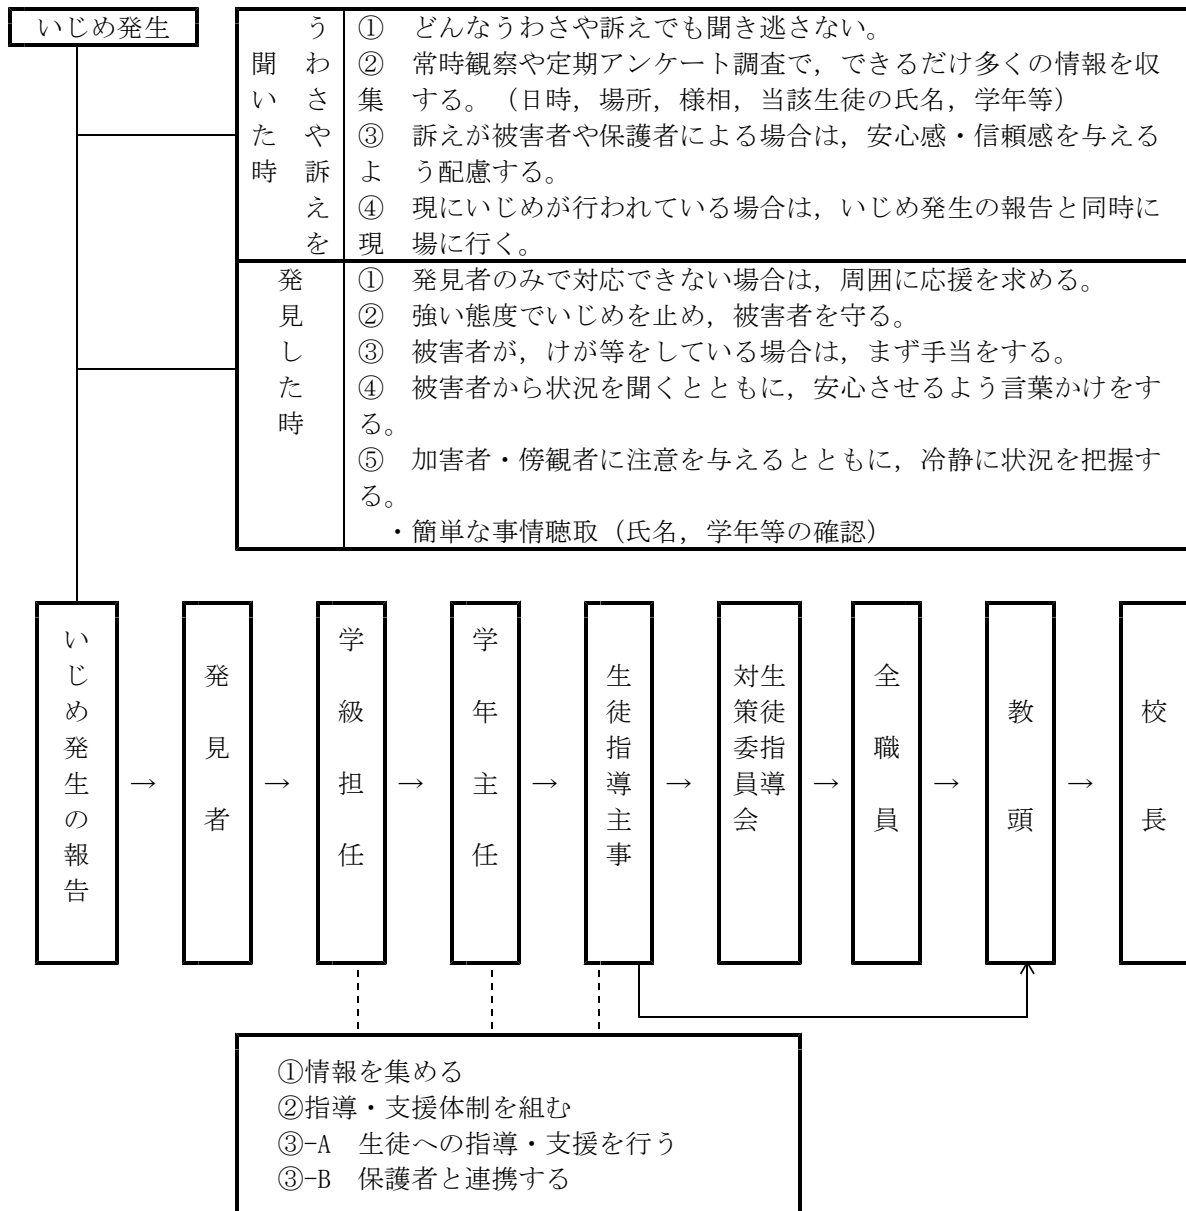 いじめ発生
うわさや訴えを
聞いた時
① どんなうわさや訴えでも聞き逃さない。
② 常時観察や定期アンケート調査で，できるだけ多くの情報を収
集 する。（日時，場所，様相，当該生徒の氏名，学年等）
③ 訴えが被害者や保護者による場合は，安心感・信頼感を与える
よ う配慮する。
④ 現にいじめが行われている場合は，いじめ発生の報告と同時に
現 場に行く。
発見した時
① 発見者のみで対応できない場合は，周囲に応援を求める。
② 強い態度でいじめを止め，被害者を守る。
③ 被害者が，けが等をしている場合は，まず手当をする。
④ 被害者から状況を聞くとともに，安心させるよう言葉かけをす
る。
⑤ 加害者・傍観者に注意を与えるとともに，冷静に状況を把握す
る。
・簡単な事情聴取（氏名，学年等の確認）
いじめ発生の報告
→
発見者
→
学級担任
→
学年主任
→
生徒指導主事
→
生徒指導
対策委員会
→
全職員
→
教頭
→
校長
①情報を集める
②指導・支援体制を組む
③-A 生徒への指導・支援を行う
③-B 保護者と連携する